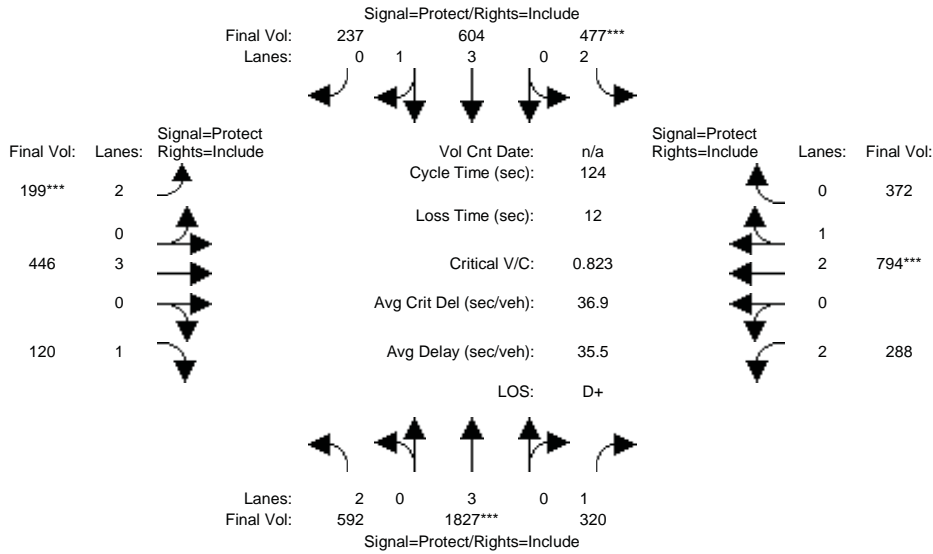 Signal=Protect/Rights=Include
Final Vol: 237 604 477***
Lanes: 0 1 3 0 2
Signal=Protect Signal=Protect
Final Vol: Lanes: Rights=Include Vol Cnt Date: n/a Rights=Include Lanes: Final Vol:
Cycle Time (sec): 124
199*** 2 0 372
Loss Time (sec): 12
0 1
446 3 Critical V/C: 0.823 2 794***
0 Avg Crit Del (sec/veh): 36.9 0
120 1 Avg Delay (sec/veh): 35.5 2 288
LOS: D+
Lanes: 2 0 3 0 1
Final Vol: 592 1827*** 320
Signal=Protect/Rights=Include